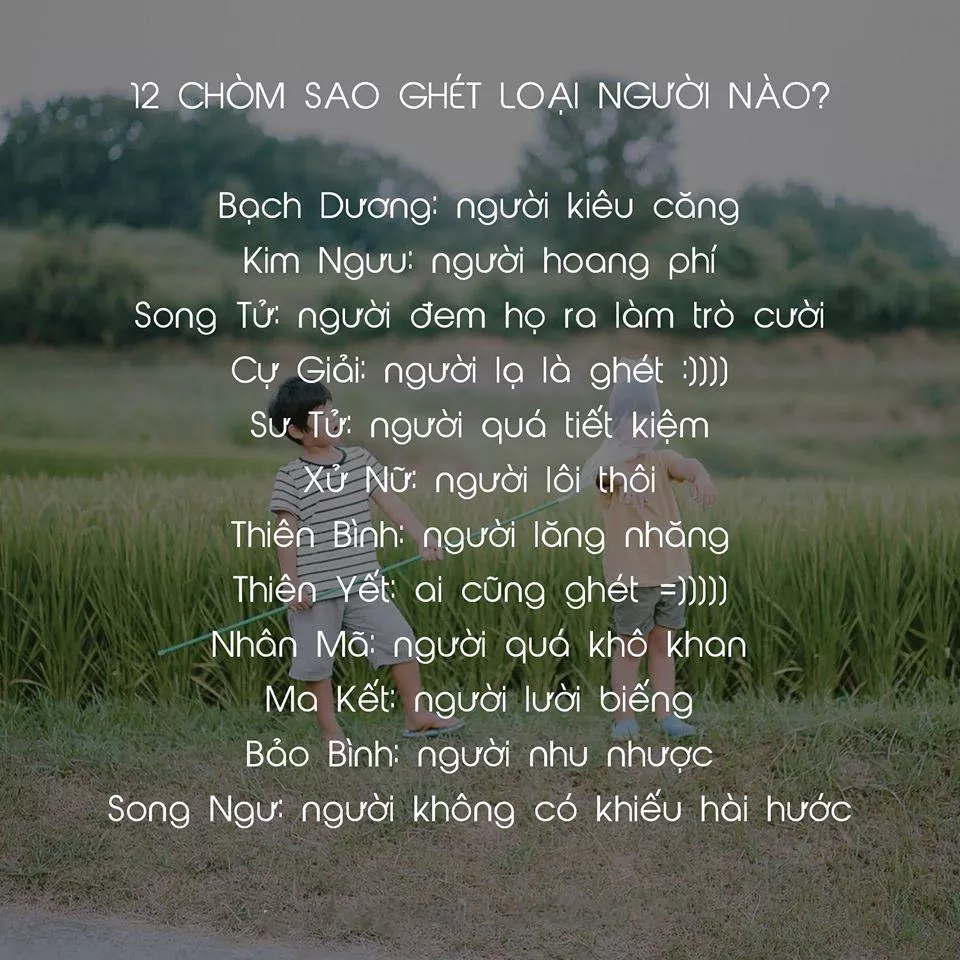 12 CHÒM SAO GHÉT LOẠI NGƯỜI NÀO?
Bạch Dương: người kiêu căng
Kim Ngưu: người hoang phí
Song Tử: người đem họ ra làm trò cười
Cự Giải: người lạ là ghét :))))
Sư Tử: người quá tiết kiệm
Xử Nữ: người lôi thôi
Thiên Bình: người lăng nhăng
Thiên Yết: ai cũng ghét =)))))
Nhân Mã: người quá khô khan
Ma Kết: người lười biếng
Bảo Bình: người nhu nhược
Song Ngư: người không có khiếu hài hước